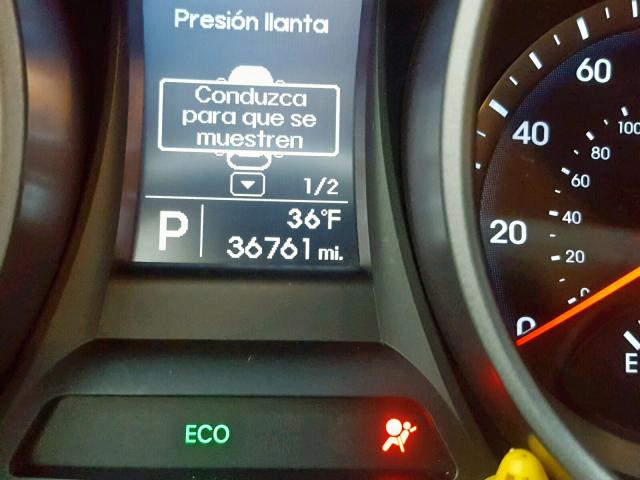 Presión llanta
Conduzca
para que se
muestren
1/2
P
36°F
36761 mi.
ECO
60
40
20
0
100
80
60
40
20
0
E